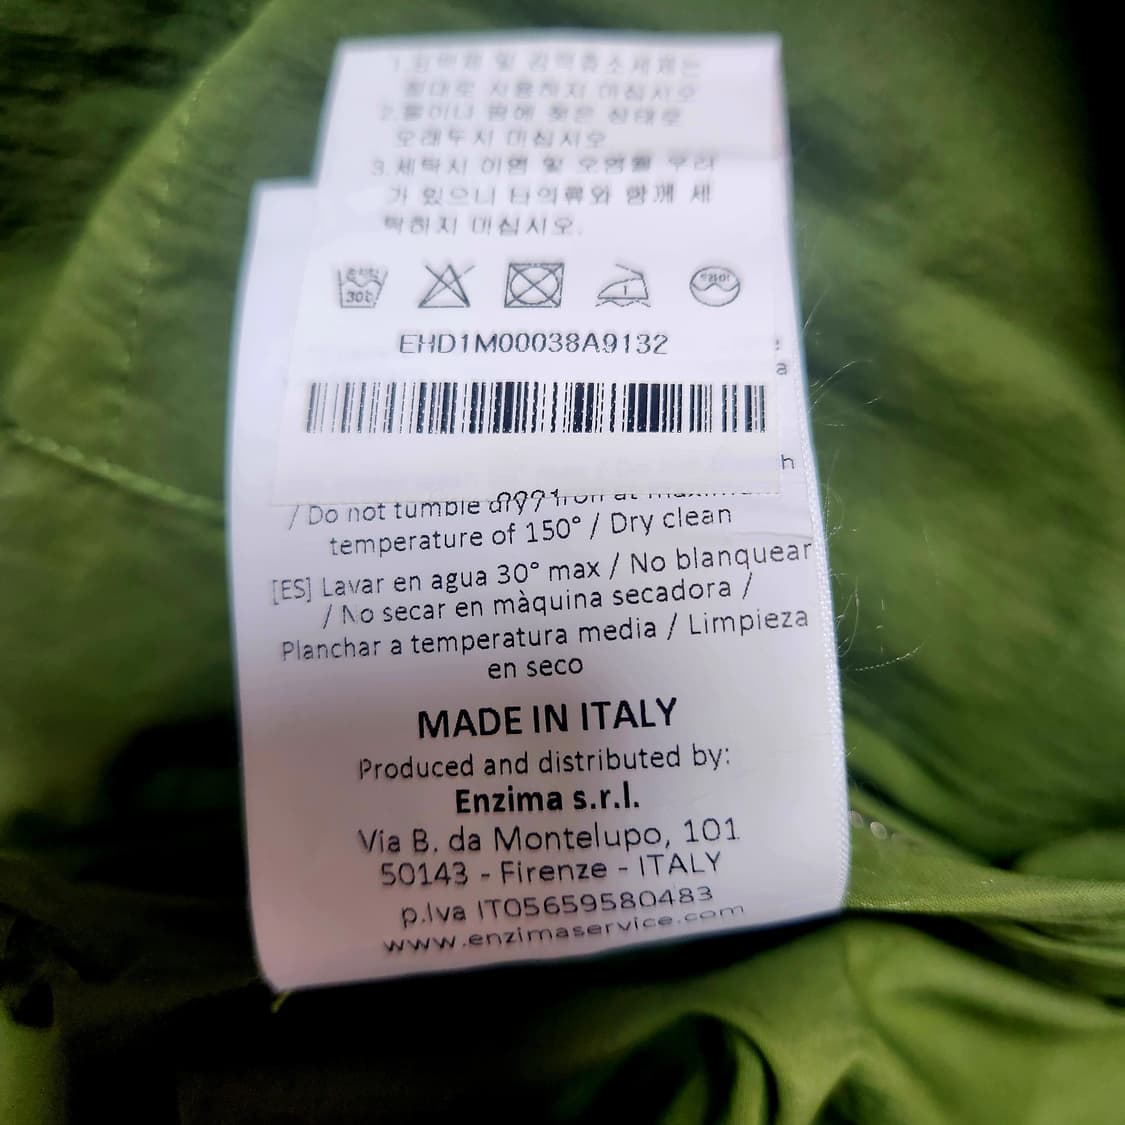 1.표백제 및 강력효소세제는
절대로 사용하지 마십시오
2.물이나 땀에 젖은 상태로
오래두지 마십시오
3.세탁시 이염 및 오염될 우려
가 있으니 타의류와 함께 세
탁하지 마십시오.
30℃
EHD1M00038A9132
a
h
/ Do not tumble dry iron at
temperature of 150° / Dry clean
[ES] Lavar en agua 30° max / No blanquear
/ No secar en màquina secadora /
Planchar a temperatura media / Limpieza
en seco
MADE IN ITALY
Produced and distributed by:
Enzima s.r.l.
Via B. da Montelupo, 101
50143 - Firenze - ITALY
p.Iva IT05659580483
www.enzimaservice.com